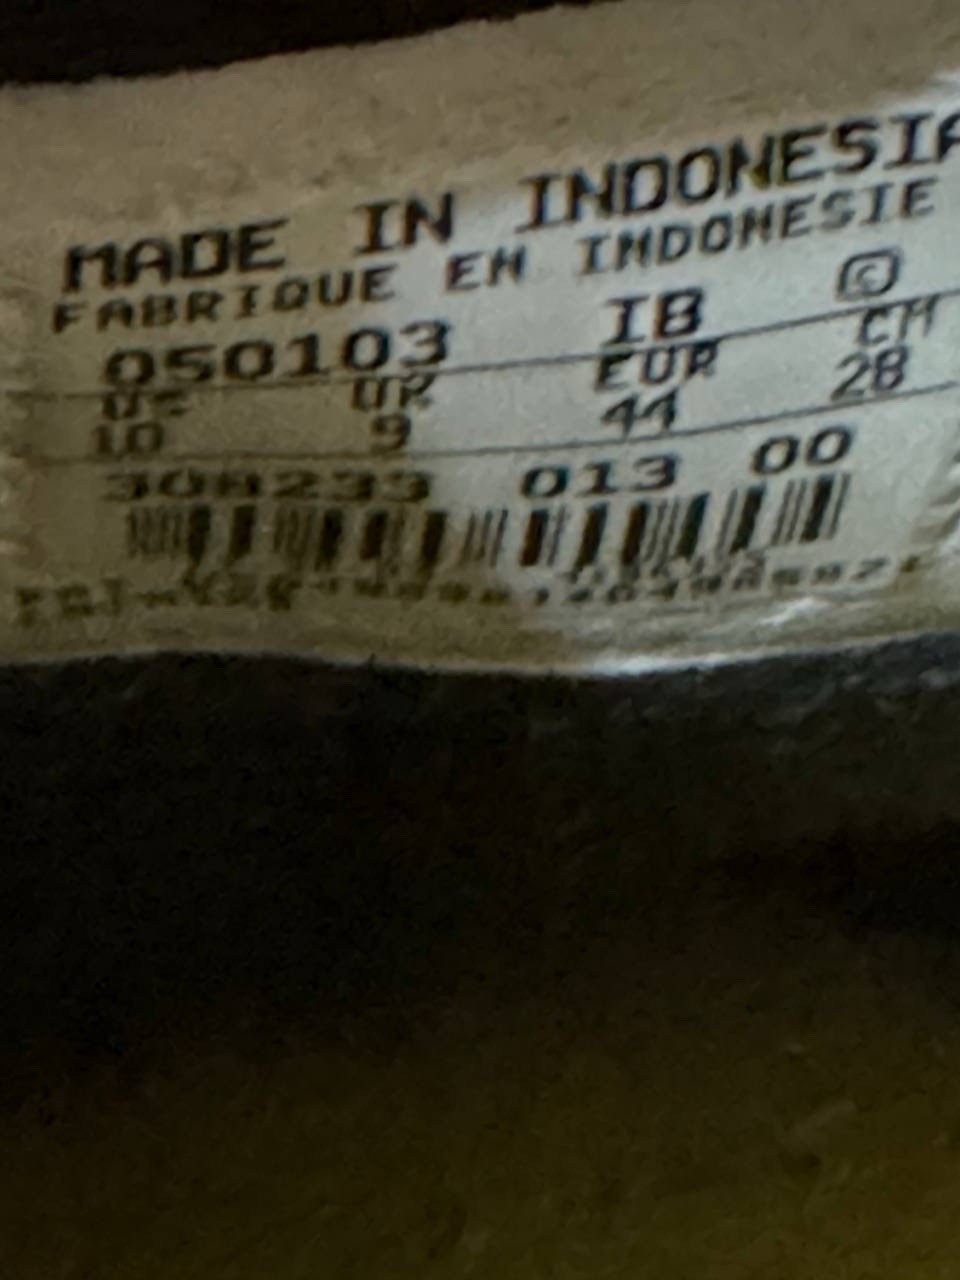 MADE IN INDONESIA
FABRIQUE EN INDONESIE
050103 IB ©
US UK EUR CM
10 9 44 28
308233 013 00